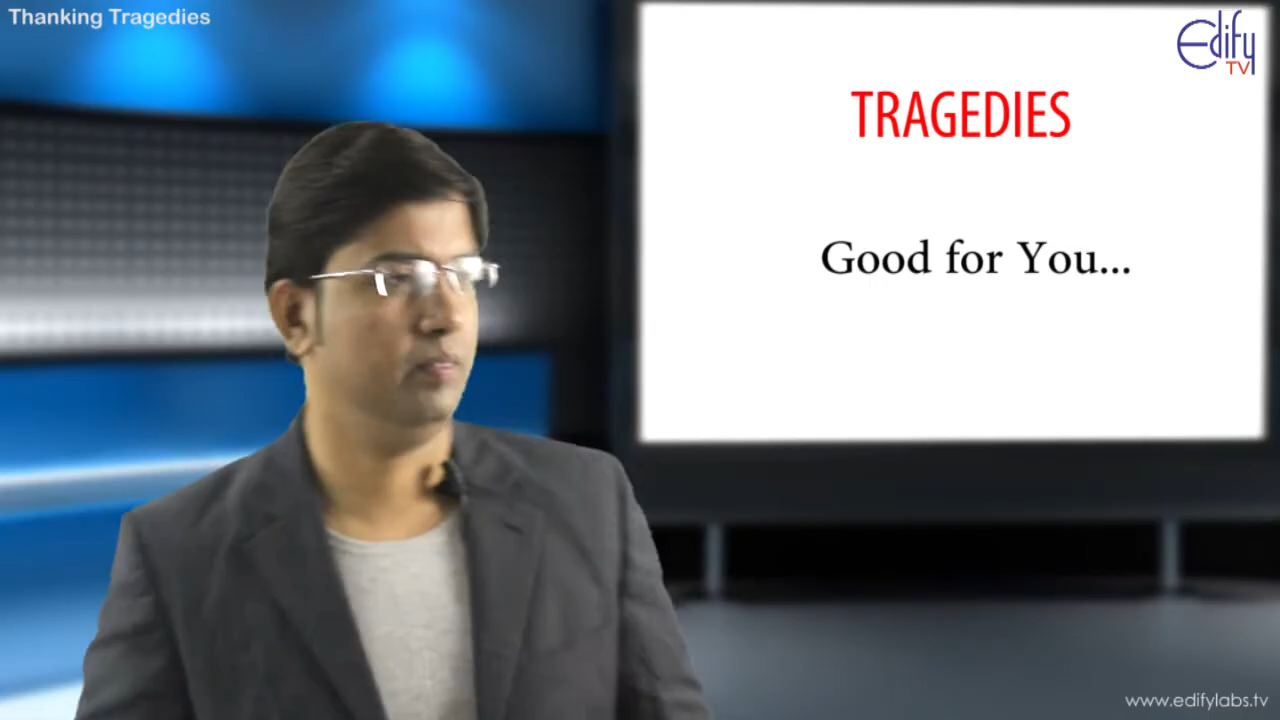 Thanking Tragedies
Edify
TV
TRAGEDIES
Good for You...
www.edifylabs.tv